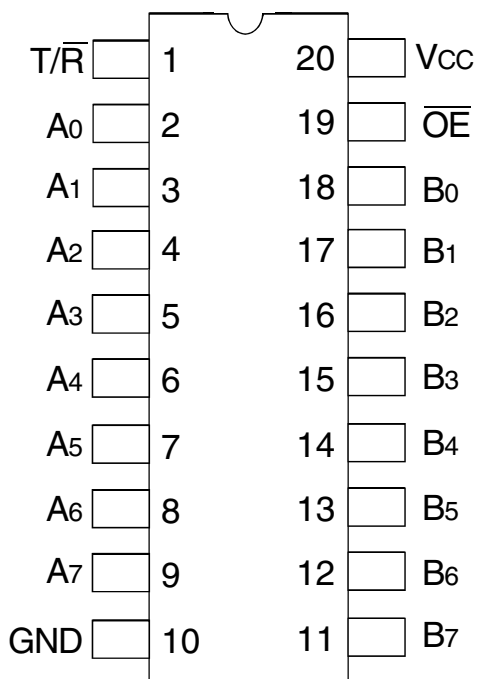 T/R̅ 1 20 VCC
A0 2 19 O̅E̅
A1 3 18 B0
A2 4 17 B1
A3 5 16 B2
A4 6 15 B3
A5 7 14 B4
A6 8 13 B5
A7 9 12 B6
GND 10 11 B7